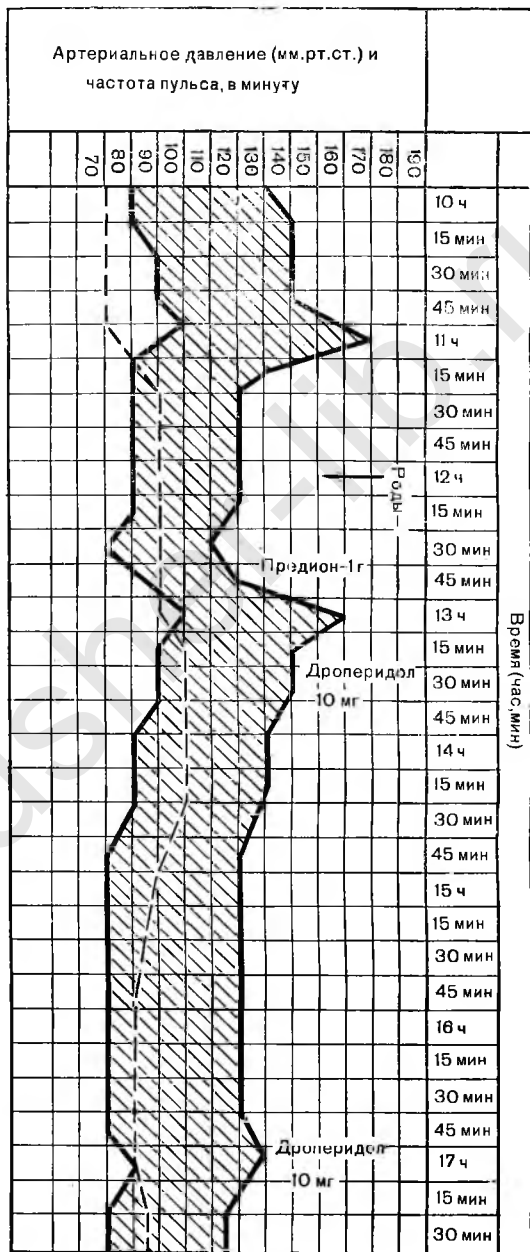 Артериальное давление (мм.рт.ст.) и
частота пульса, в минуту
70
80
90
100
110
120
130
140
150
160
170
180
190
Время (час, мин)
10 ч
15 мин
30 мин
45 мин
11 ч
15 мин
30 мин
45 мин
12 ч
Роды
15 мин
30 мин
45 мин
Предион-1г
13 ч
15 мин
30 мин
Дроперидол
10 мг
45 мин
14 ч
15 мин
30 мин
45 мин
15 ч
15 мин
30 мин
45 мин
16 ч
15 мин
30 мин
45 мин
Дроперидол
10 мг
17 ч
15 мин
30 мин